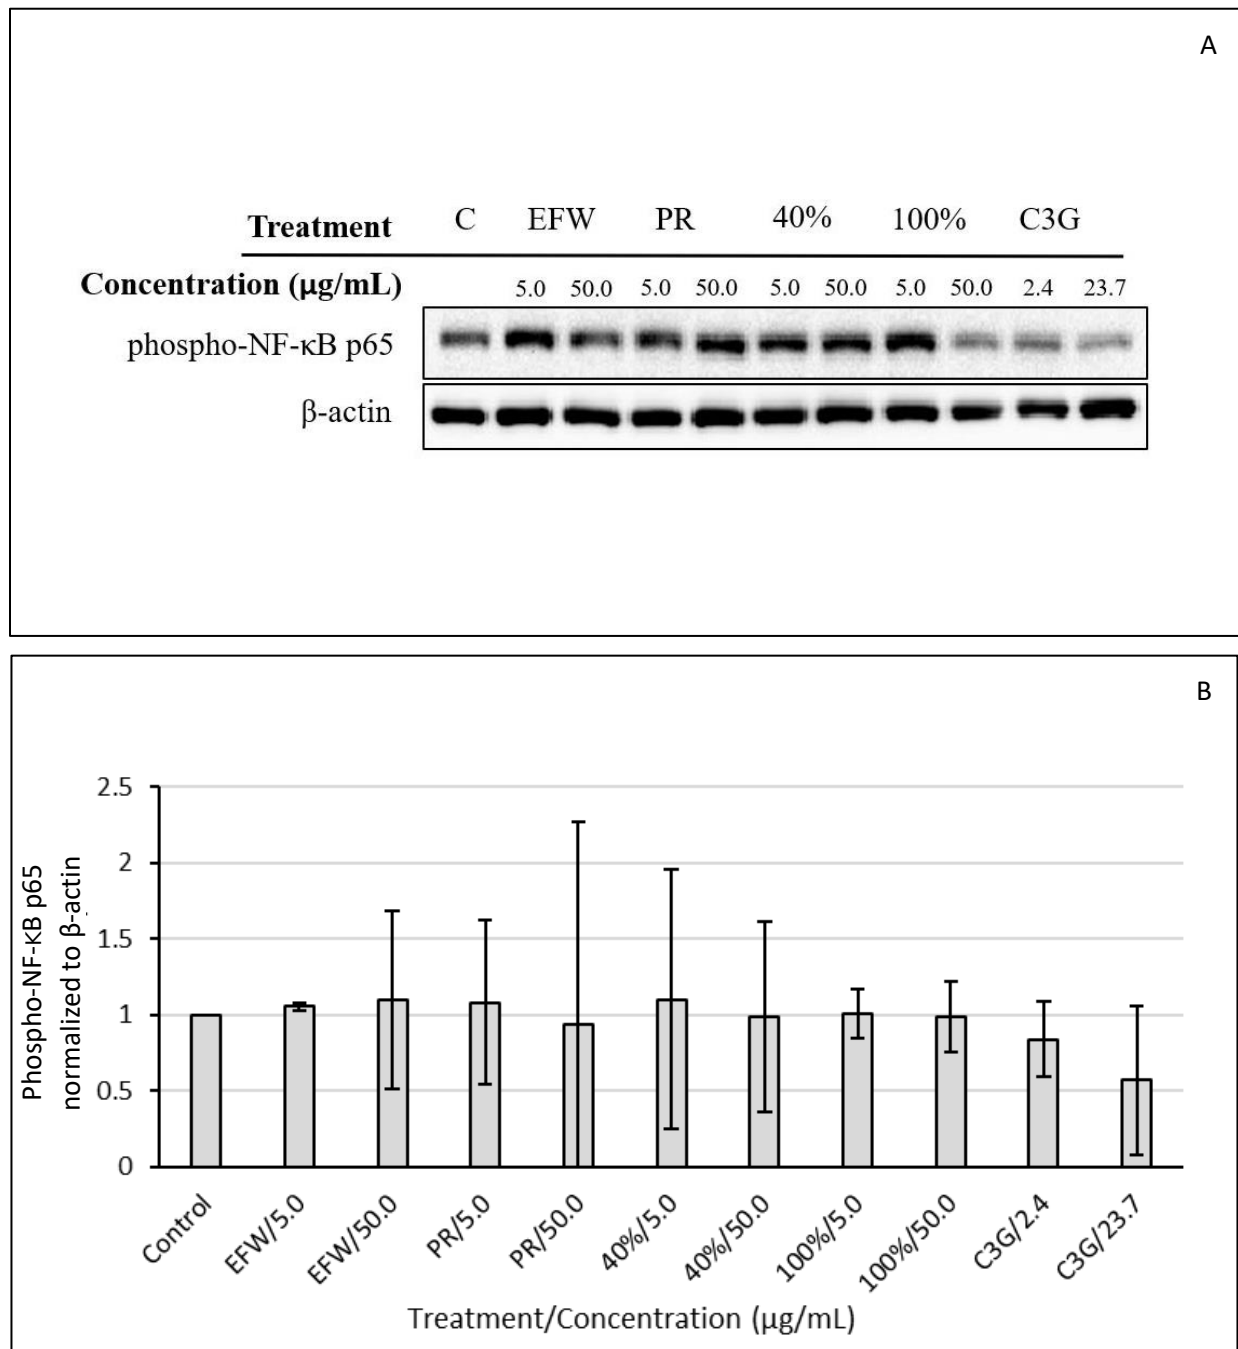 A
Treatment C EFW PR 40% 100% C3G
Concentration (μg/mL) 5.0 50.0 5.0 50.0 5.0 50.0 5.0 50.0 2.4 23.7
phospho-NF-κB p65
β-actin
B
Phospho-NF-κB p65
normalized to β-actin
2.5
2
1.5
1
0.5
0
Control EFW/5.0 EFW/50.0 PR/5.0 PR/50.0 40%/5.0 40%/50.0 100%/5.0 100%/50.0 C3G/2.4 C3G/23.7
Treatment/Concentration (μg/mL)